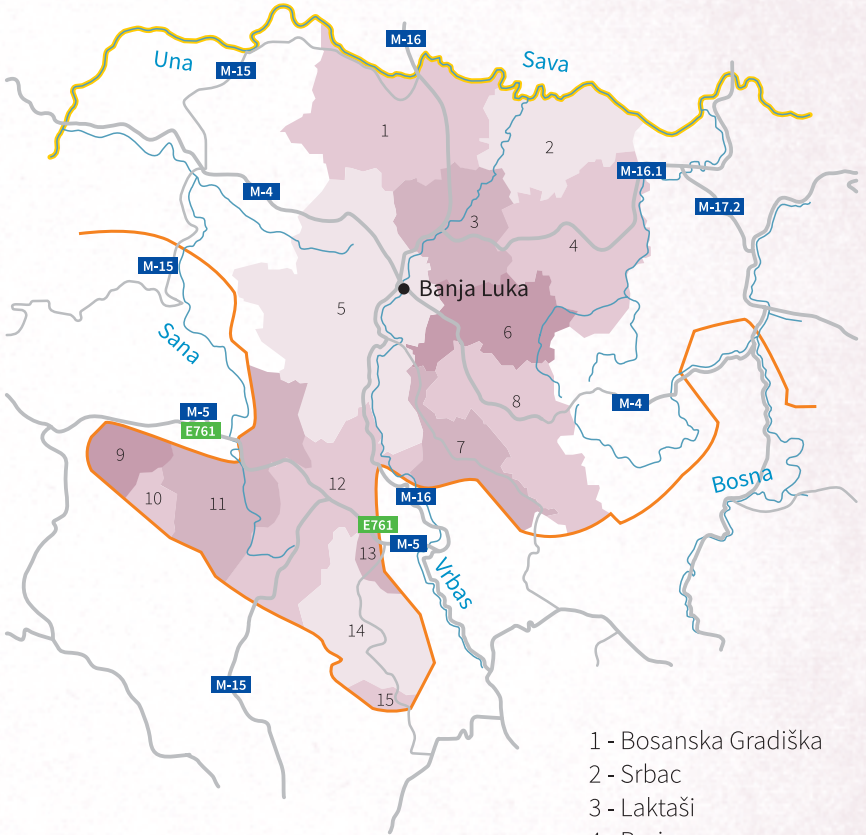 M-16
Una
Sava
M-15
1
2
M-16.1
M-4
M-17.2
3
4
M-15
Banja Luka
5
6
Sana
8
M-4
M-5
E761
7
9
Bosna
10
11
12
M-16
E761
M-5
13
Vrbas
14
M-15
15
1 - Bosanska Gradiška
2 - Srbac
3 - Laktaši